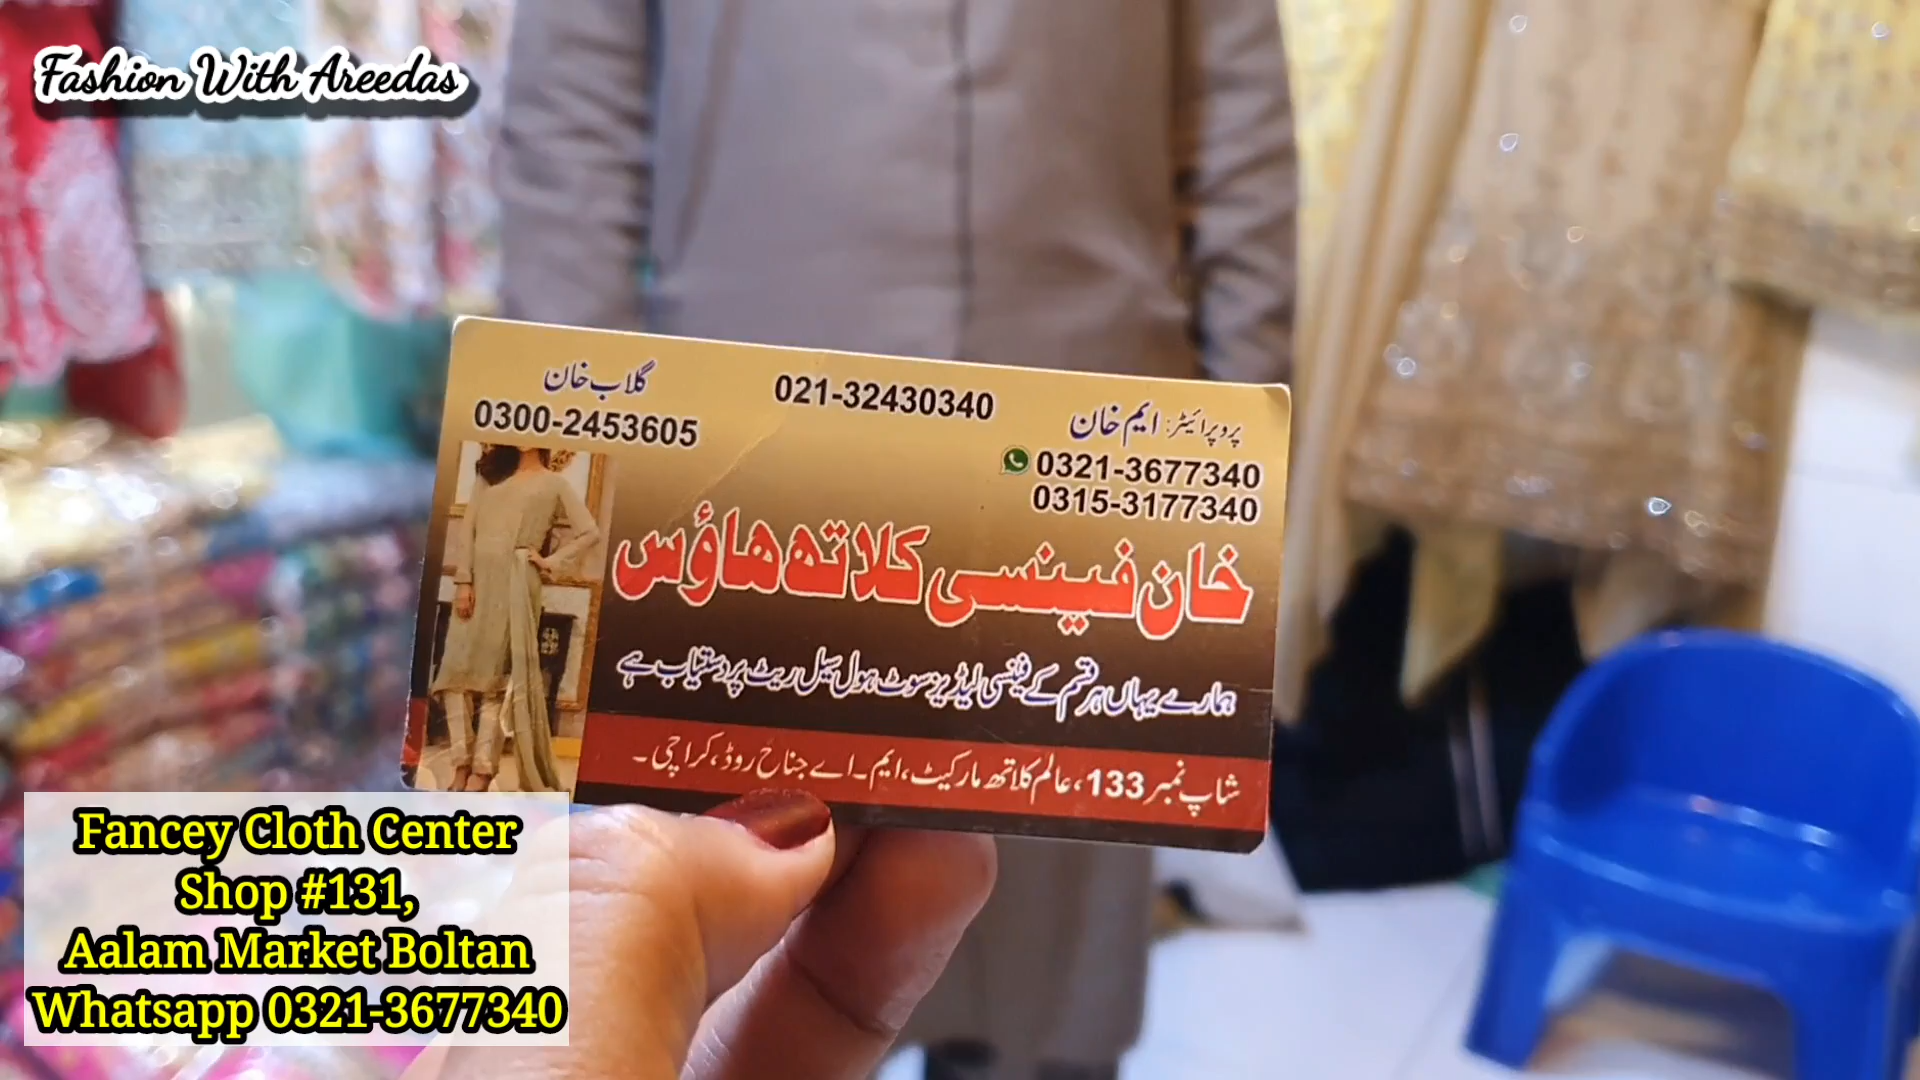 Fashion With Areedas
گلاب خان
0300-2453605
021-32430340
پروپرائیٹر: ایم خان
0321-3677340
0315-3177340
خان فینسی کلاتھ ھاؤس
ہمارے یہاں ہر قسم کے فینسی لیڈیز سوٹ ہول سیل ریٹ پر دستیاب ہے
شاپ نمبر 133، عالم کلاتھ مارکیٹ، ایم۔اے جناح روڈ، کراچی۔
Fancey Cloth Center
Shop #131,
Aalam Market Boltan
Whatsapp 0321-3677340